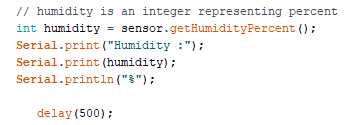 // humidity is an integer representing percent
int humidity = sensor.getHumidityPercent();
Serial.print("Humidity :");
Serial.print(humidity);
Serial.println("%");
delay(500);